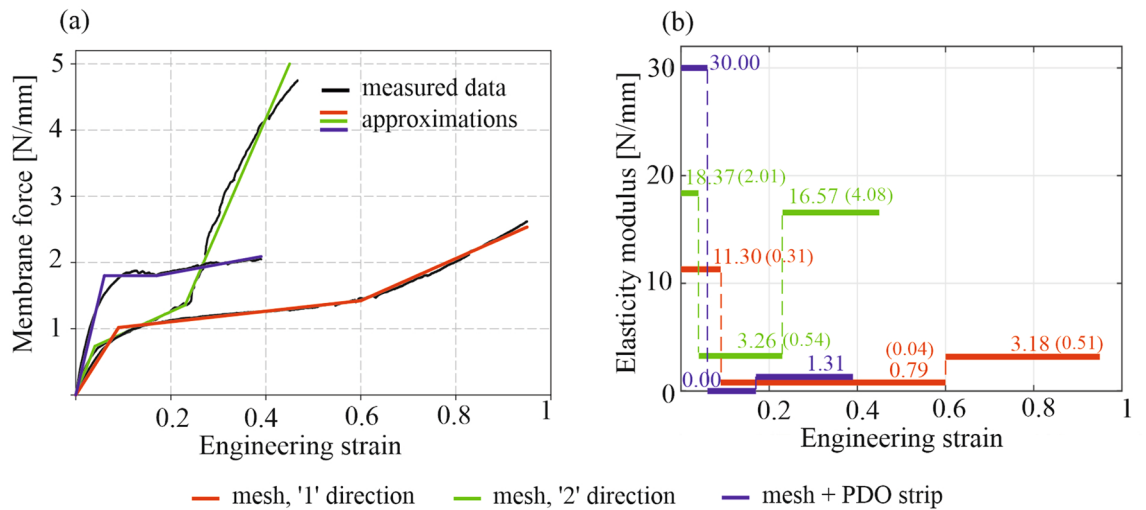 (a)
Membrane force [N/mm]
5
4
3
2
1
measured data
approximations
0.2 0.4 0.6 0.8 1
Engineering strain
(b)
Elasticity modulus [N/mm]
30
20
10
0
30.00
18.37 (2.01)
16.57 (4.08)
11.30 (0.31)
3.26 (0.54)
(0.04)
0.79
3.18 (0.51)
0.00
1.31
0.2 0.4 0.6 0.8 1
Engineering strain
mesh, '1' direction mesh, '2' direction mesh + PDO strip